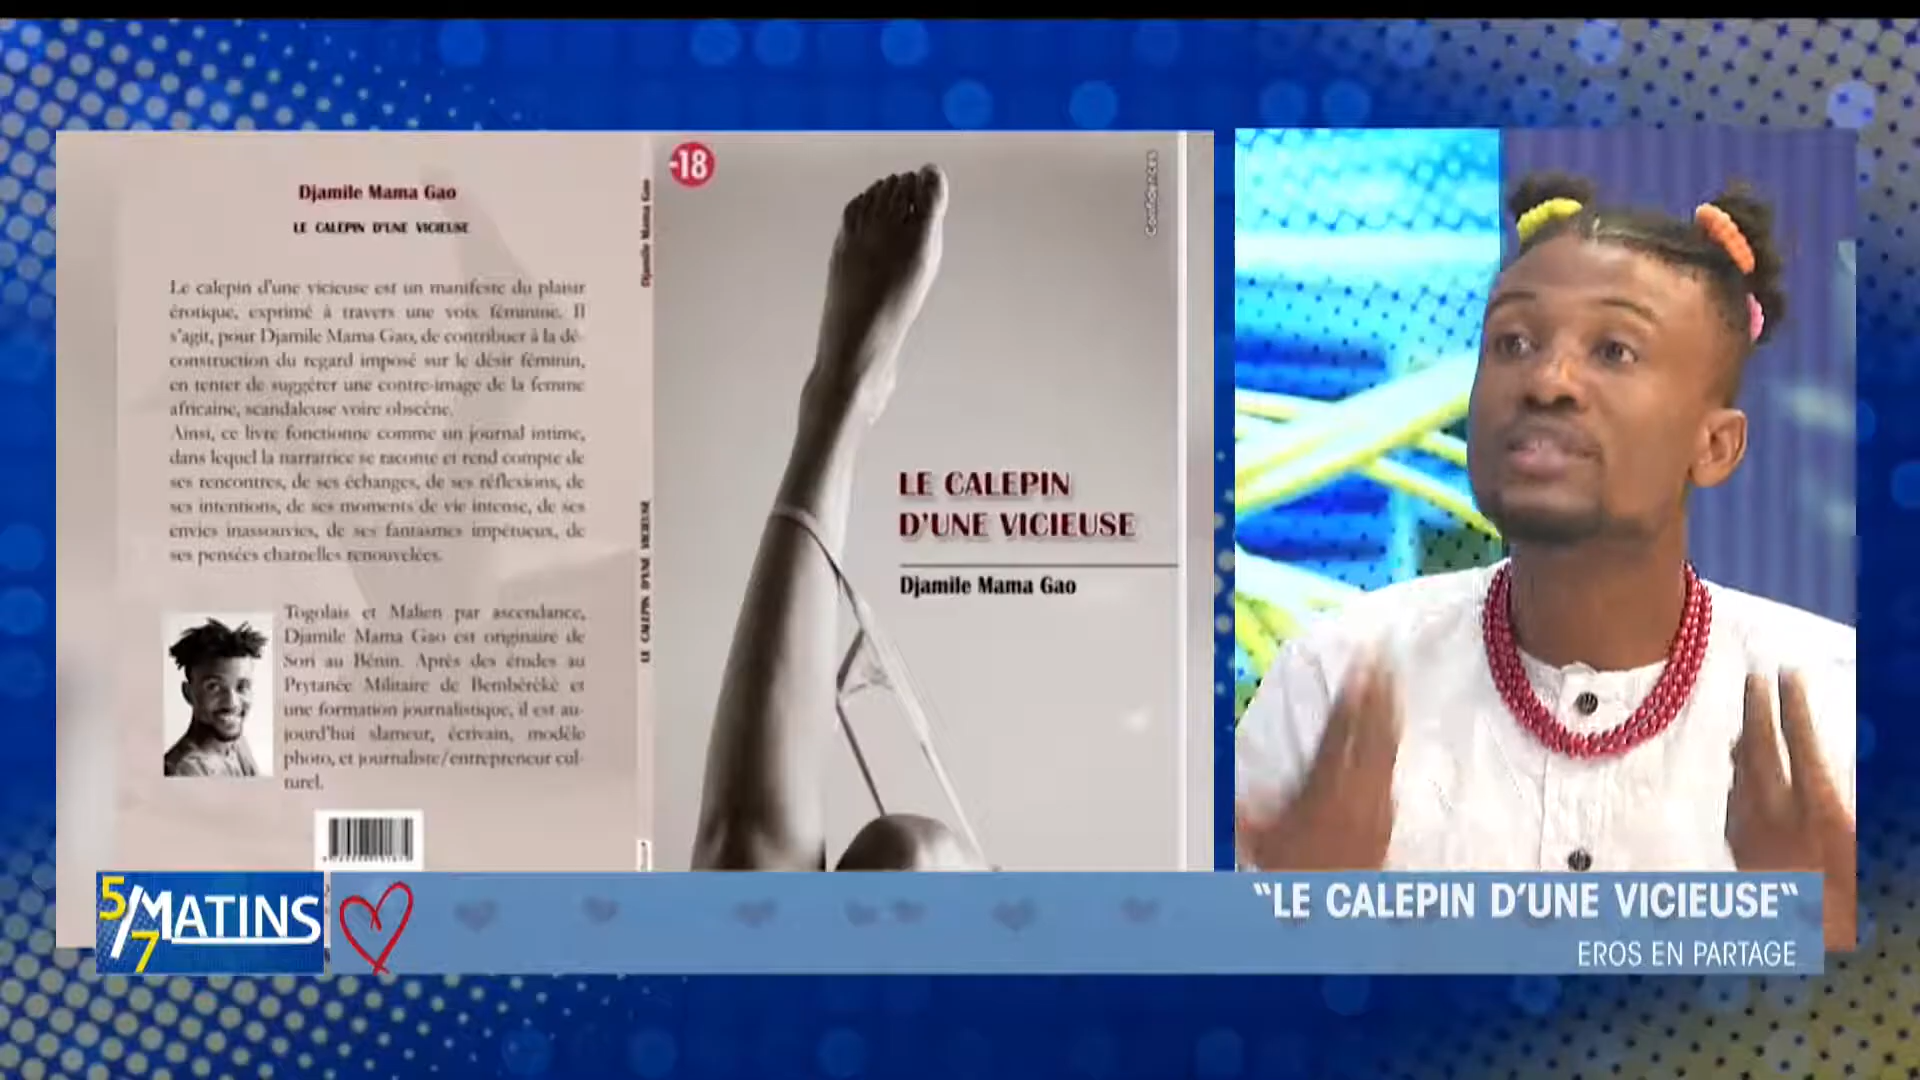 Djamile Mama Gao
LE CALEPIN D'UNE VICIEUSE
Le calepin d'une vicieuse est un manifeste du plaisir
érotique, exprimé à travers une voix féminine. Il
s'agit, pour Djamile Mama Gao, de contribuer à la dé-
construction du regard imposé sur le désir féminin,
en tenter de suggérer une contre-image de la femme
africaine, scandaleuse voire obscène.
Ainsi, ce livre fonctionne comme un journal intime,
dans lequel la narratrice se raconte et rend compte de
ses rencontres, de ses échanges, de ses réflexions, de
ses intentions, de ses moments de vie intense, de ses
envies inassouvies, de ses fantasmes impétueux, de
ses pensées charnelles renouvelées.
Togolais et Malien par ascendance,
Djamile Mama Gao est originaire de
Sori au Bénin. Après des études au
Prytanée Militaire de Bembèrèkè et
une formation journalistique, il est au-
jourd'hui slameur, écrivain, modèle
photo, et journaliste/entrepreneur cul-
turel.
Djamile Mama Gao
LE CALEPIN D'UNE VICIEUSE
-18
Confidences
LE CALEPIN
D'UNE VICIEUSE
Djamile Mama Gao
5/7 MATINS
"LE CALEPIN D'UNE VICIEUSE"
EROS EN PARTAGE